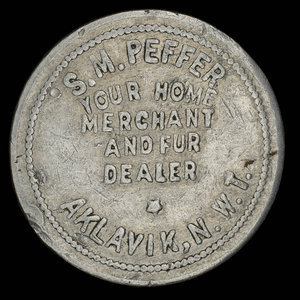 S. M. PEFFER
YOUR HOME
MERCHANT
AND FUR
DEALER
AKLAVIK, N. W. T.